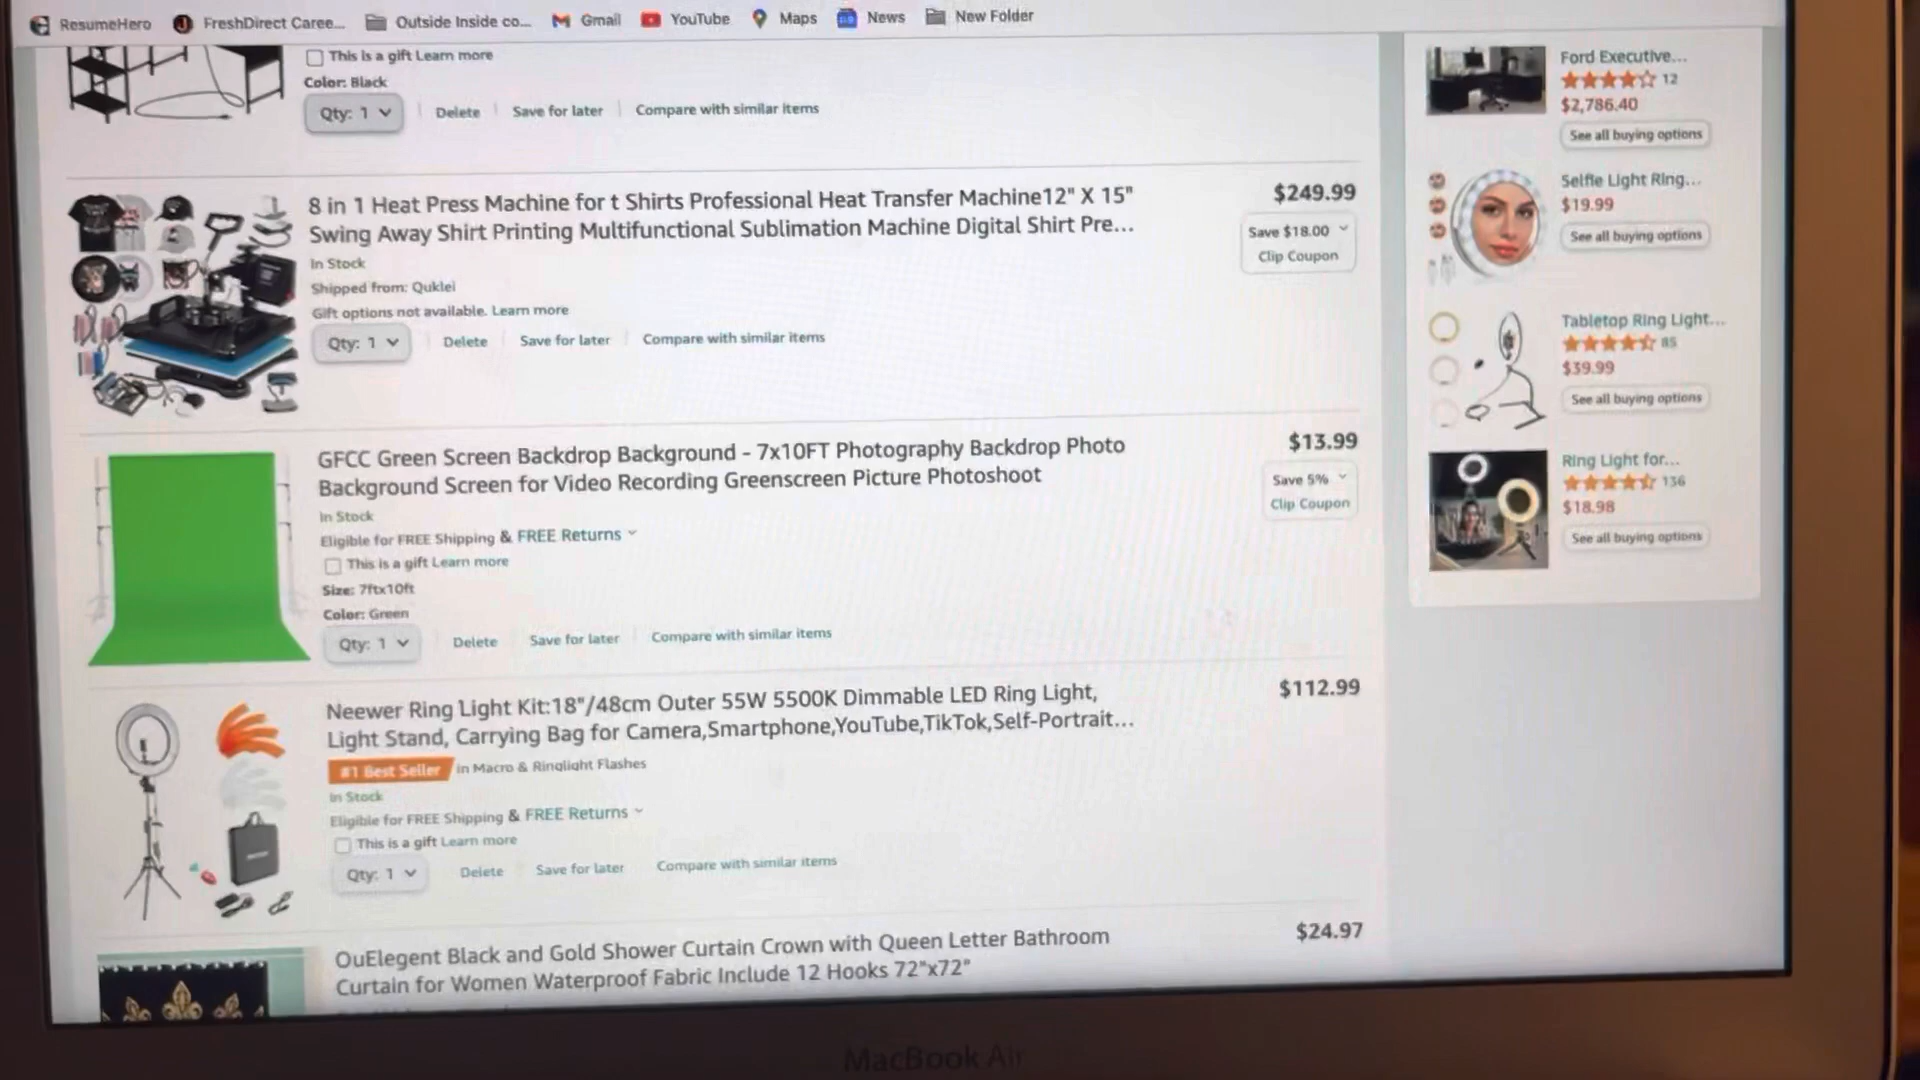 ResumeHero
FreshDirect Caree...
Outside Inside co...
Gmail
YouTube
Maps
News
New Folder
This is a gift Learn more
Color: Black
Qty: 1
Delete
Save for later
Compare with similar items
8 in 1 Heat Press Machine for t Shirts Professional Heat Transfer Machine12" X 15"
Swing Away Shirt Printing Multifunctional Sublimation Machine Digital Shirt Pre...
$249.99
Save $18.00
Clip Coupon
In Stock
Shipped from: Quklei
Gift options not available. Learn more
Qty: 1
Delete
Save for later
Compare with similar items
GFCC Green Screen Backdrop Background - 7x10FT Photography Backdrop Photo
Background Screen for Video Recording Greenscreen Picture Photoshoot
$13.99
Save 5%
Clip Coupon
In Stock
Eligible for FREE Shipping & FREE Returns
This is a gift Learn more
Size: 7ftx10ft
Color: Green
Qty: 1
Delete
Save for later
Compare with similar items
Neewer Ring Light Kit:18"/48cm Outer 55W 5500K Dimmable LED Ring Light,
Light Stand, Carrying Bag for Camera,Smartphone,YouTube,TikTok,Self-Portrait...
$112.99
#1 Best Seller in Macro & Ringlight Flashes
In Stock
Eligible for FREE Shipping & FREE Returns
This is a gift Learn more
Qty: 1
Delete
Save for later
Compare with similar items
OuElegent Black and Gold Shower Curtain Crown with Queen Letter Bathroom
Curtain for Women Waterproof Fabric Include 12 Hooks 72"x72"
$24.97
Ford Executive...
12
$2,786.40
See all buying options
Selfie Light Ring...
$19.99
See all buying options
Tabletop Ring Light...
85
$39.99
See all buying options
Ring Light for...
136
$18.98
See all buying options
MacBook Air